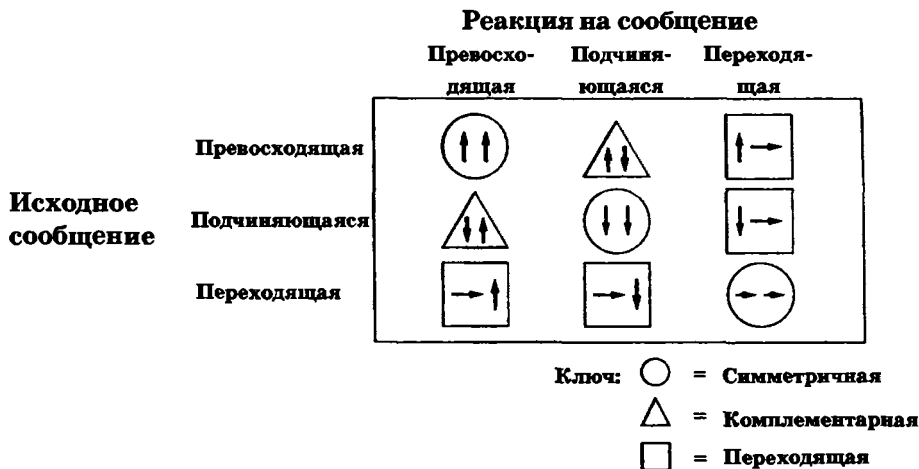 Реакция на сообщение
Превосхо- Подчиня- Переходя-
дящая ющаяся щая
Превосходящая
Исходное
сообщение
Подчиняющаяся
Переходящая
Ключ: = Симметричная
= Комплементарная
= Переходящая